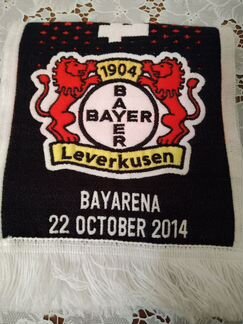 1904
BAYER
BAYER
Leverkusen
BAYARENA
22 OCTOBER 2014